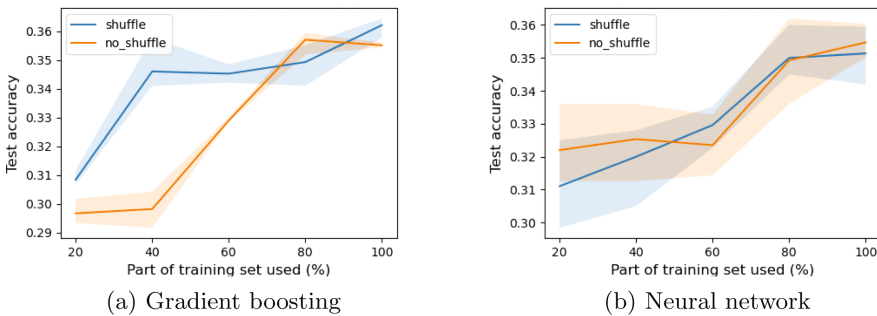 shuffle
no_shuffle
0.36
0.35
0.34
0.33
0.32
0.31
0.30
0.29
Test accuracy
20 40 60 80 100
Part of training set used (%)
(a) Gradient boosting
shuffle
no_shuffle
0.36
0.35
0.34
0.33
0.32
0.31
0.30
Test accuracy
20 40 60 80 100
Part of training set used (%)
(b) Neural network